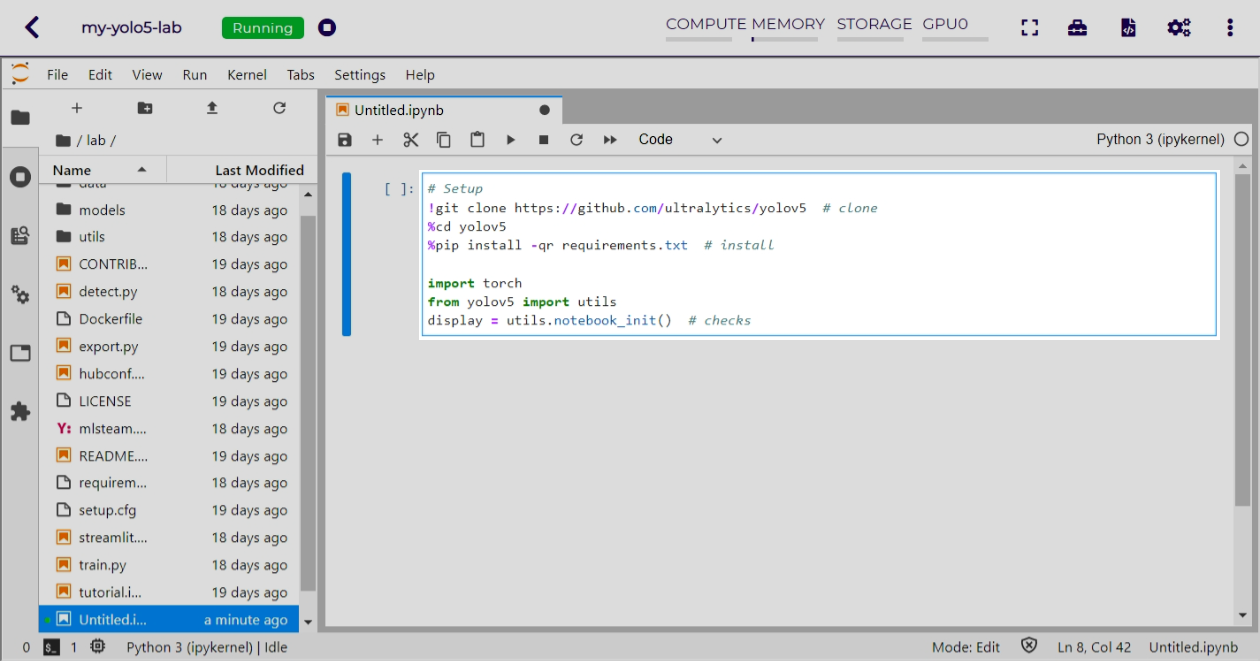 my-yolo5-lab Running COMPUTE MEMORY STORAGE GPU0
File Edit View Run Kernel Tabs Settings Help
Untitled.ipynb
/ lab /
Code Python 3 (ipykernel)
Name Last Modified
data 18 days ago
models 18 days ago
utils 18 days ago
CONTRIB... 19 days ago
detect.py 18 days ago
Dockerfile 19 days ago
export.py 19 days ago
hubconf.... 19 days ago
LICENSE 19 days ago
Y: mlsteam.... 18 days ago
README.... 19 days ago
requirem... 18 days ago
setup.cfg 19 days ago
streamlit.... 18 days ago
train.py 18 days ago
tutorial.i... 19 days ago
Untitled.i... a minute ago
[ ]: # Setup
!git clone https://github.com/ultralytics/yolov5 # clone
%cd yolov5
%pip install -qr requirements.txt # install
import torch
from yolov5 import utils
display = utils.notebook_init() # checks
0 $_ 1 Python 3 (ipykernel) | Idle Mode: Edit Ln 8, Col 42 Untitled.ipynb